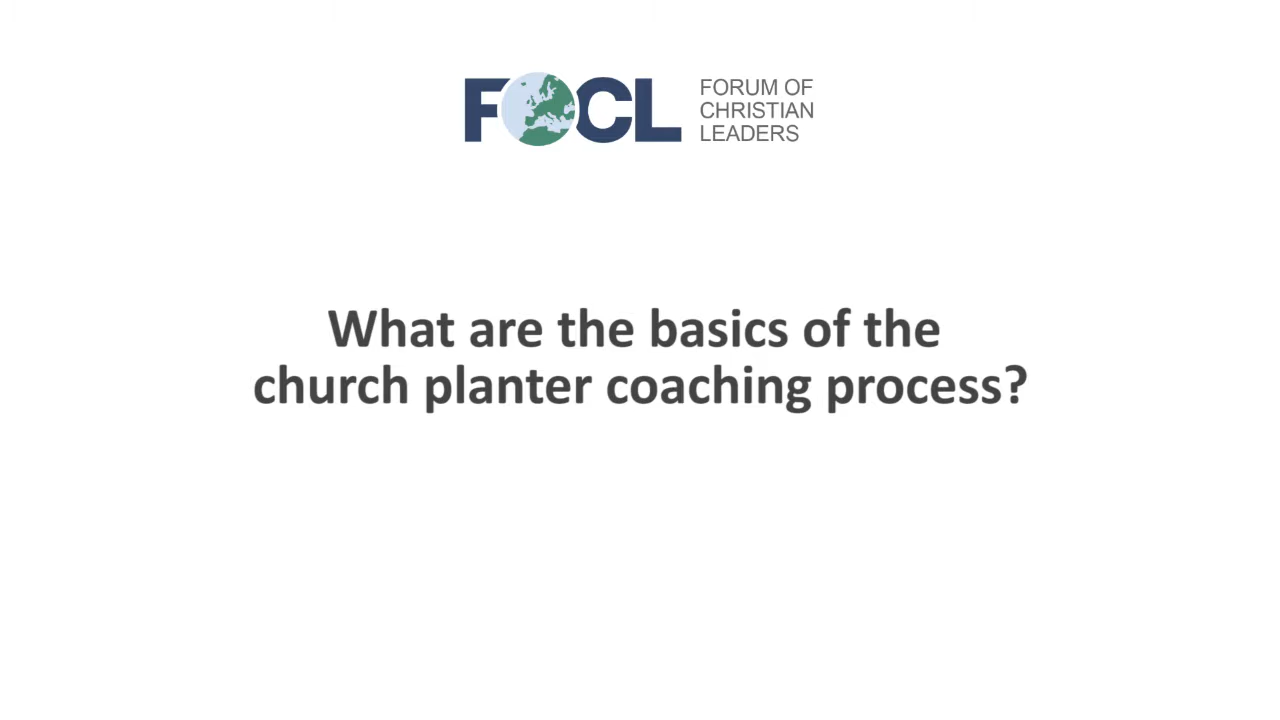 FOCL
FORUM OF
CHRISTIAN
LEADERS
What are the basics of the
church planter coaching process?